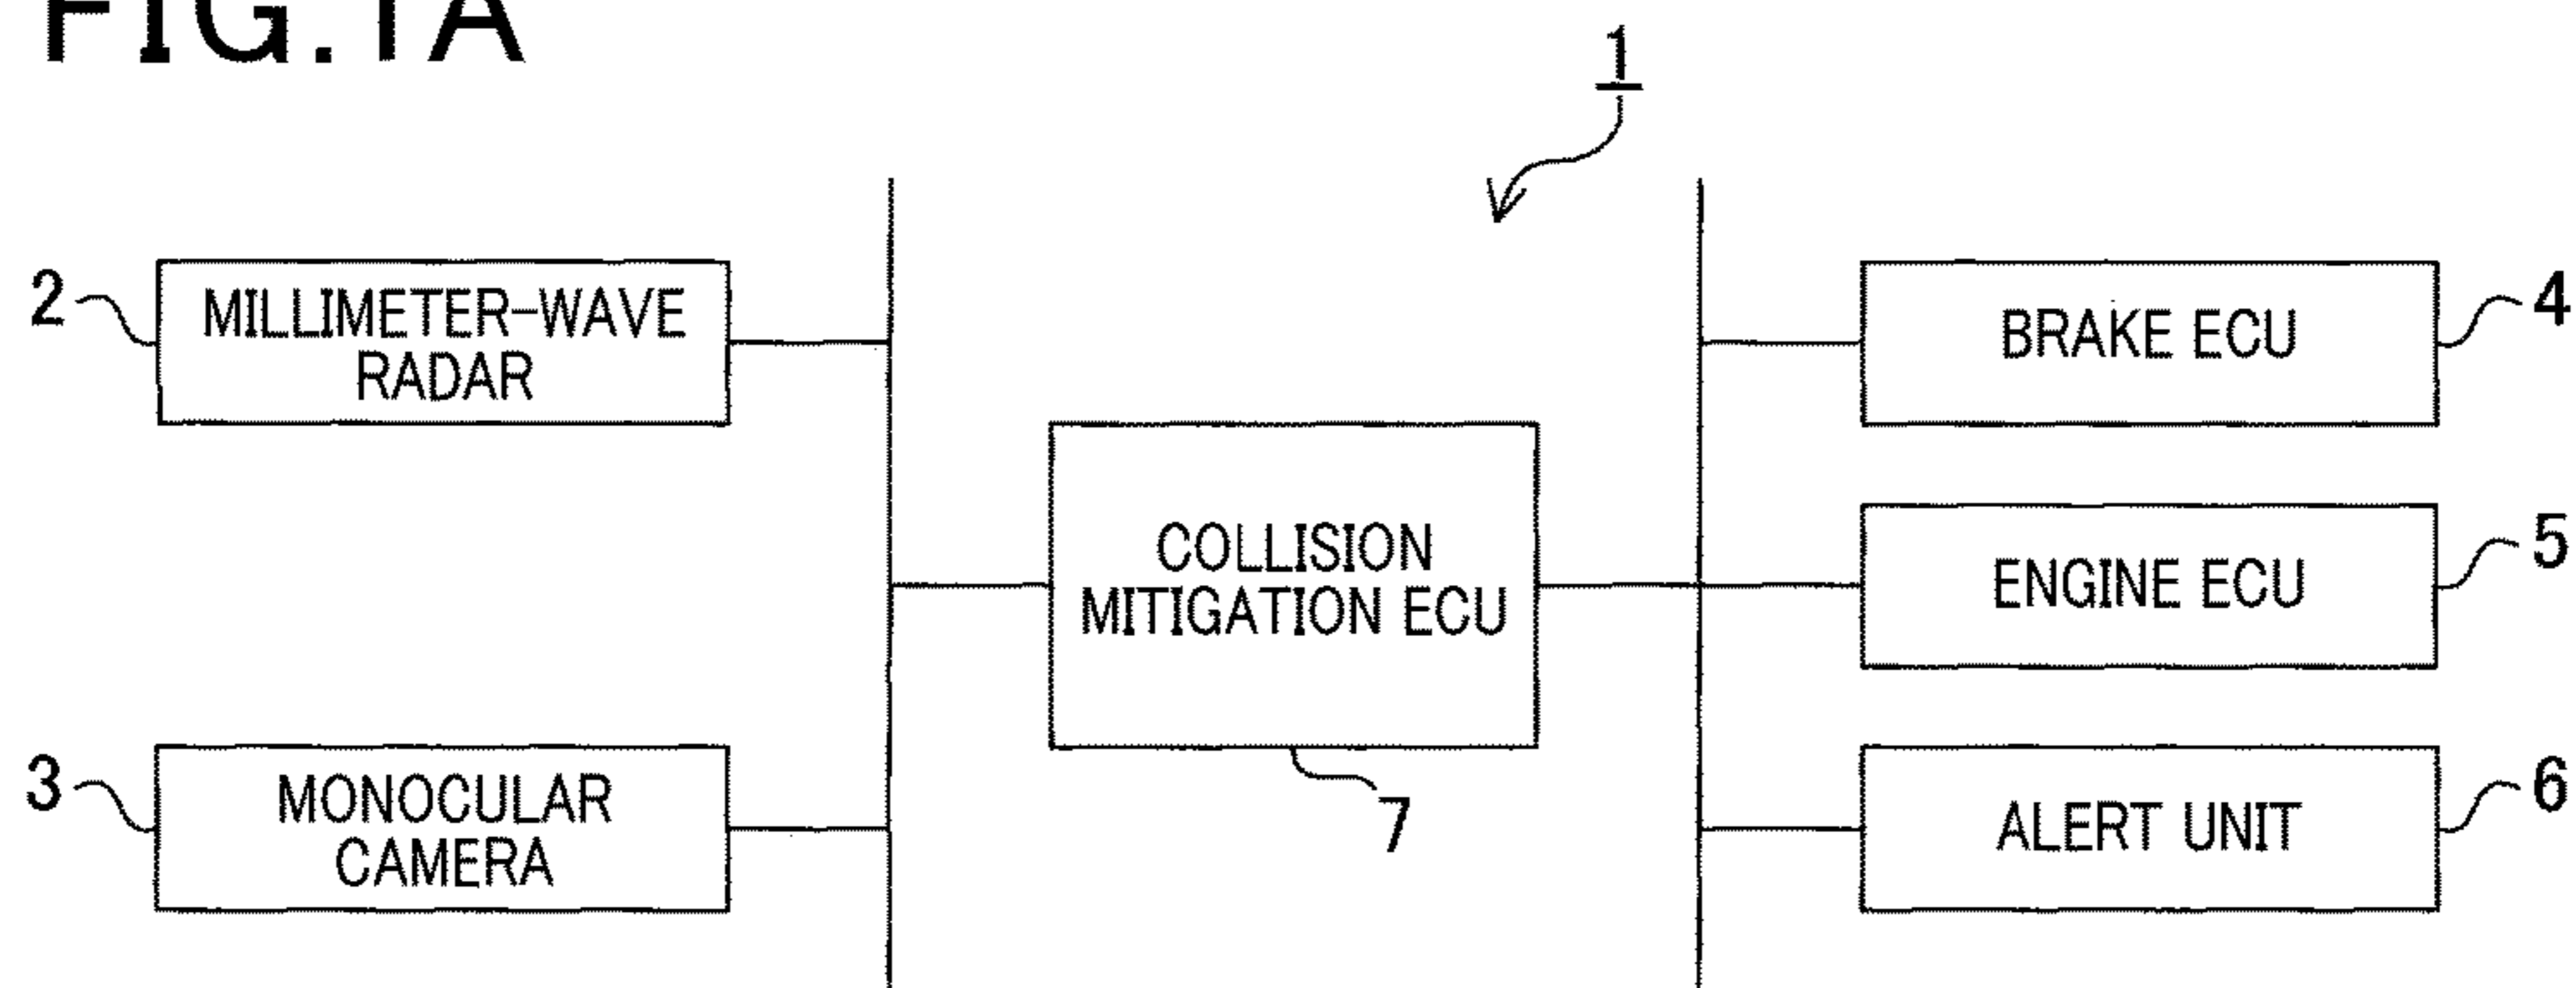 FIG.1A
1
2
MILLIMETER-WAVE
RADAR
3
MONOCULAR
CAMERA
COLLISION
MITIGATION ECU
7
BRAKE ECU
4
ENGINE ECU
5
ALERT UNIT
6